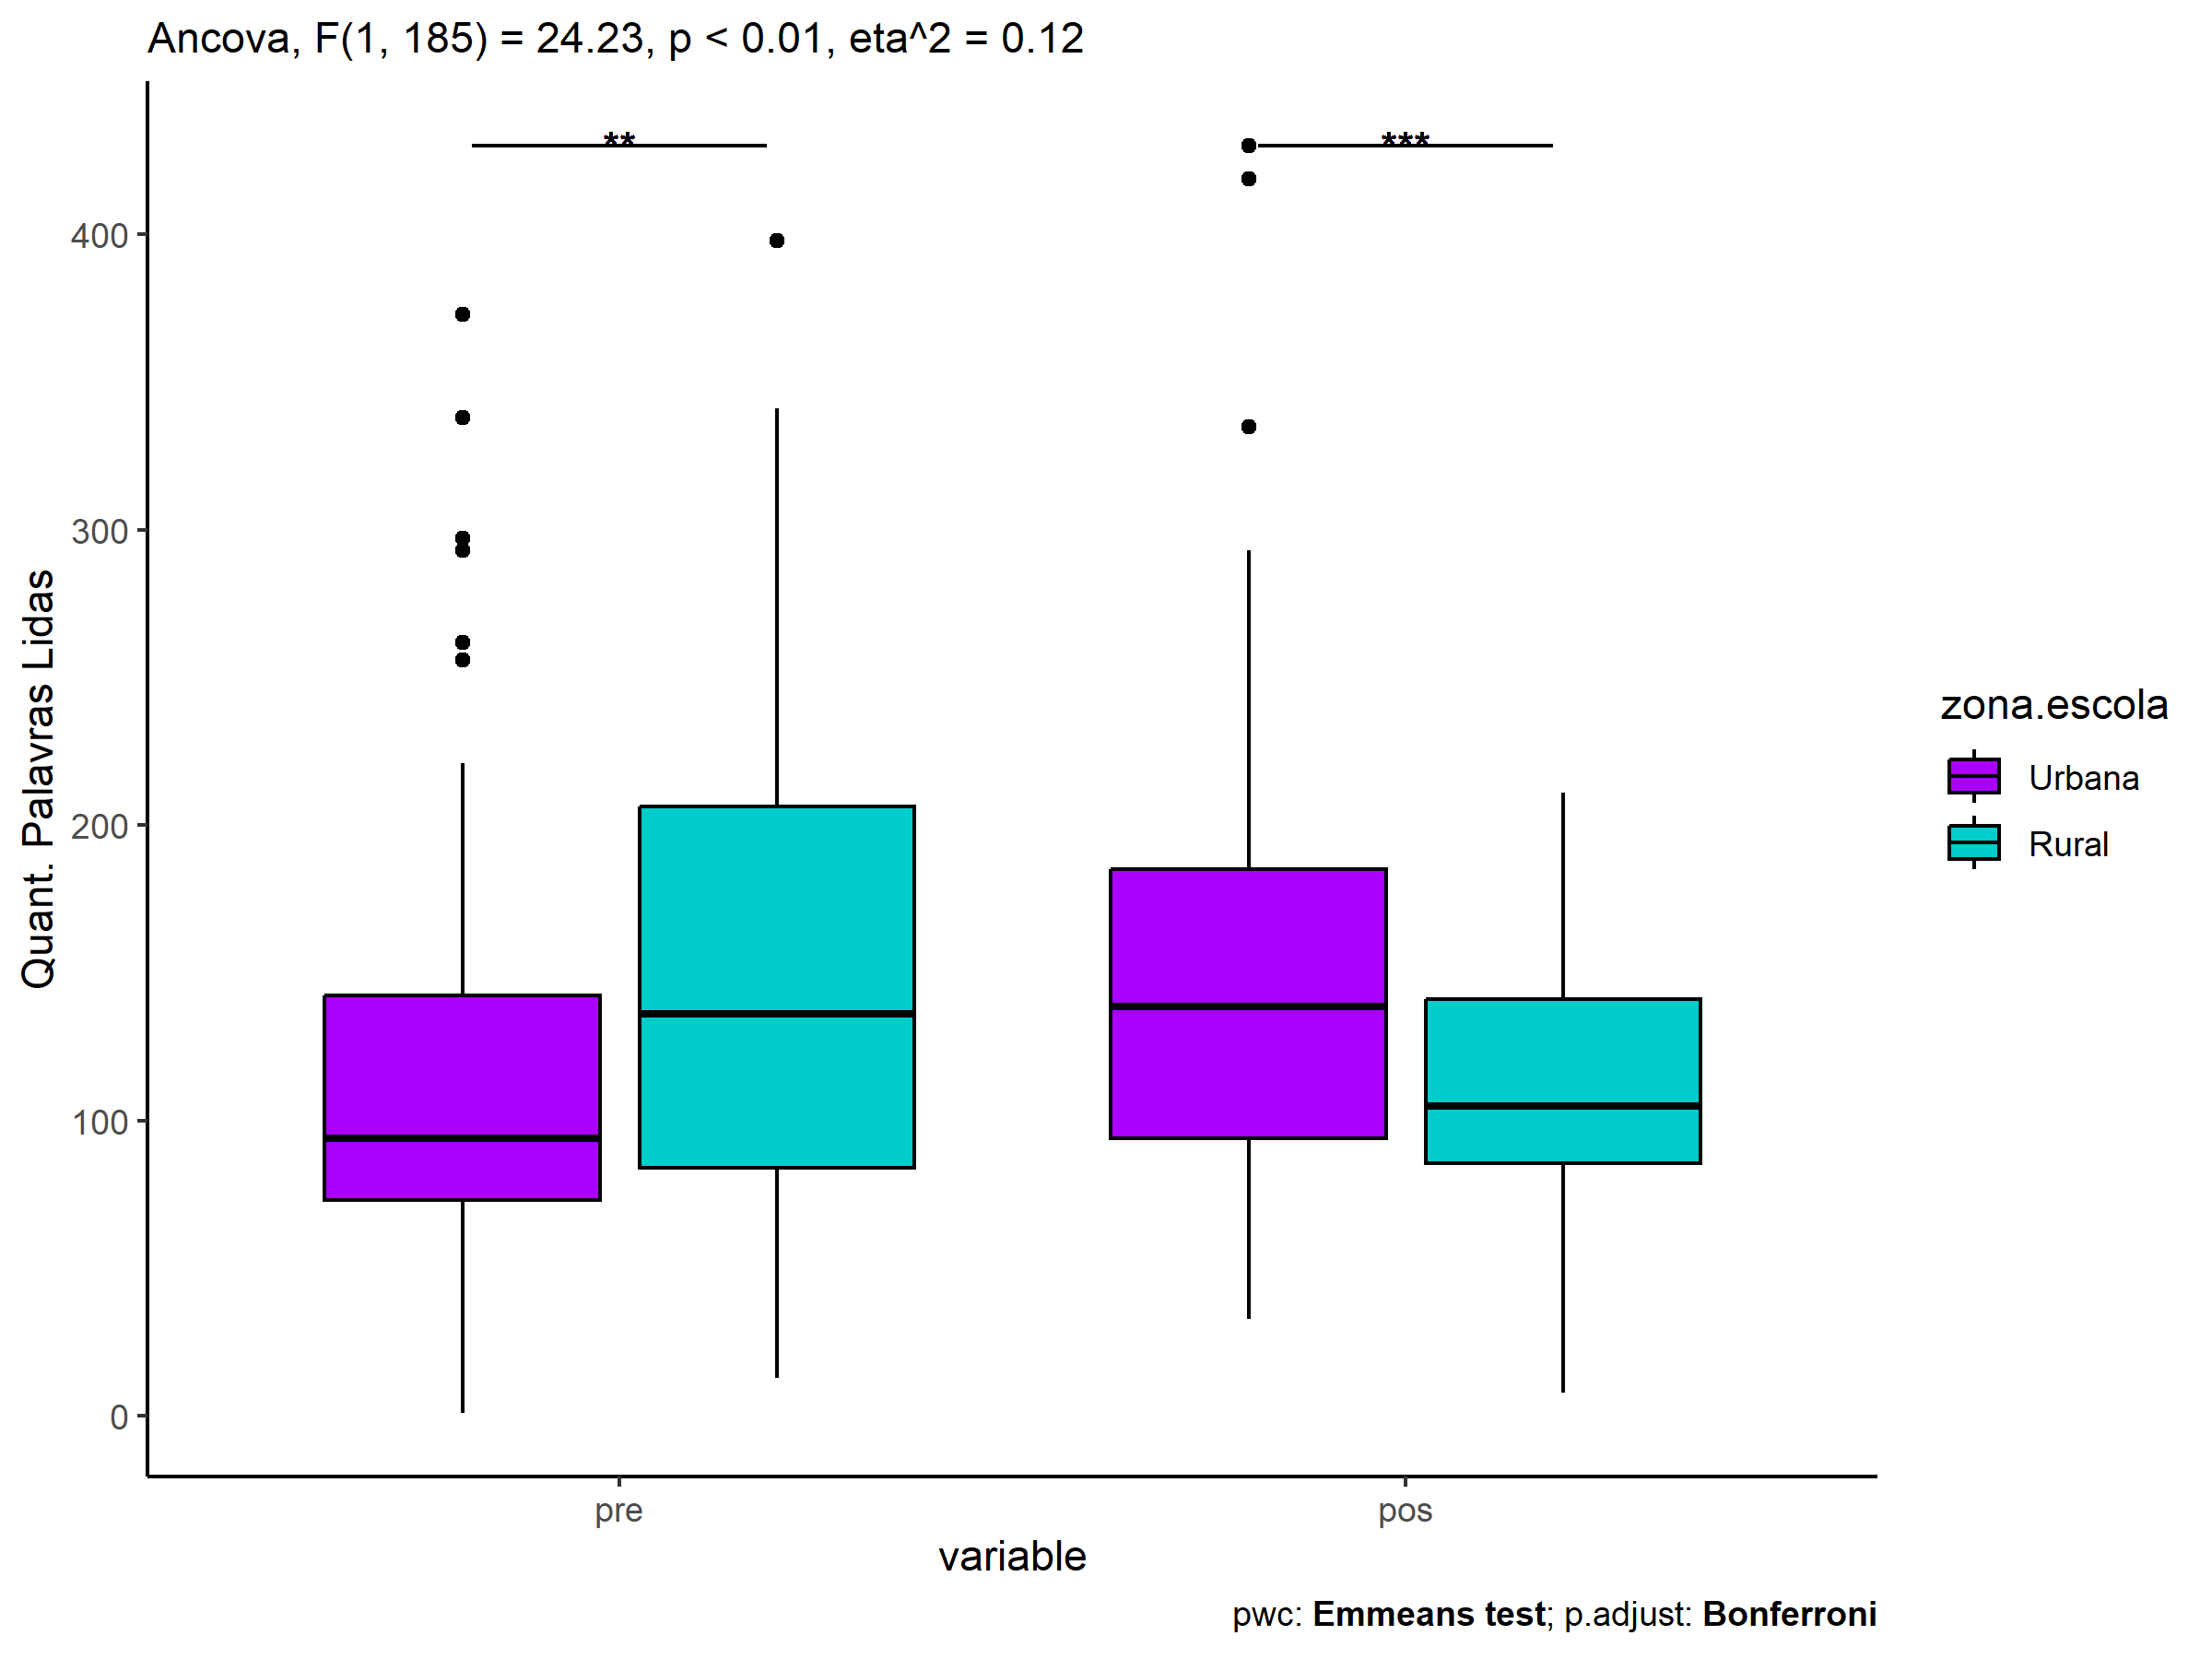 Ancova, F(1, 185) = 24.23, p < 0.01, eta^2 = 0.12
**
***
400
300
200
100
0
Quant. Palavras Lidas
pre
pos
variable
zona.escola
Urbana
Rural
pwc: Emmeans test; p.adjust: Bonferroni